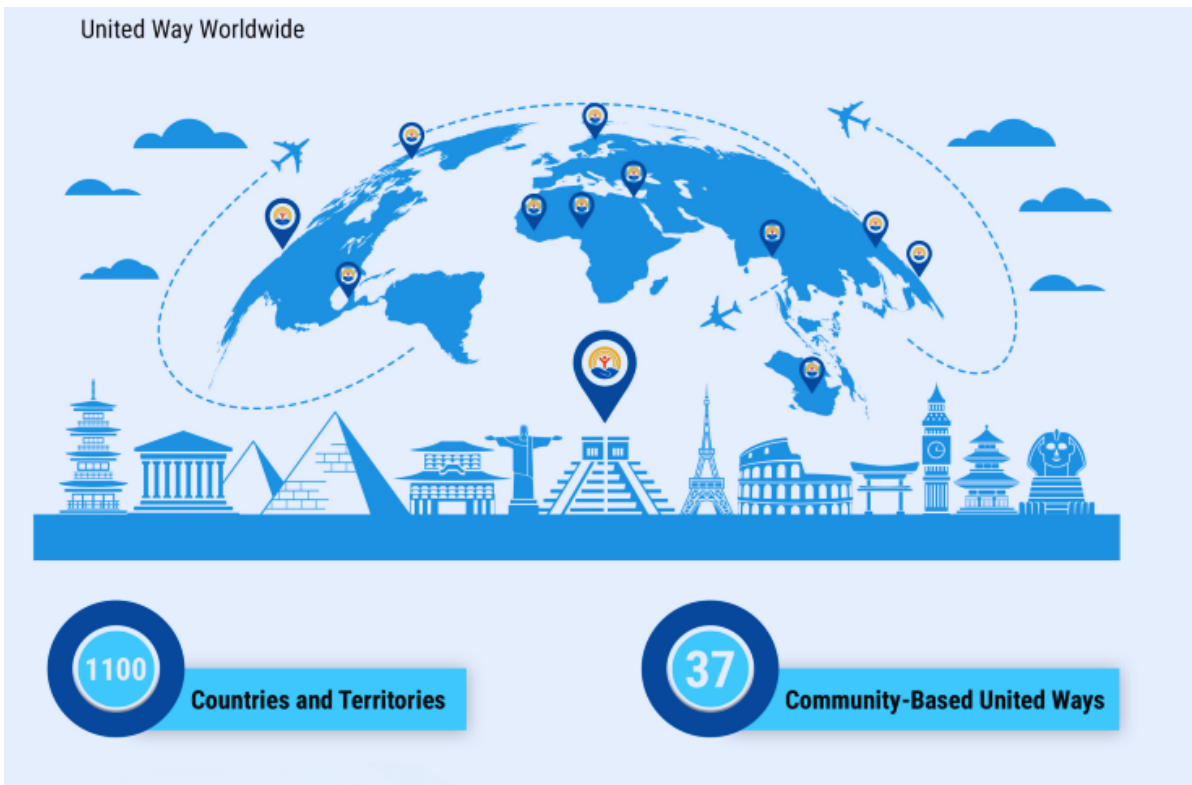 United Way Worldwide
1100
Countries and Territories
37
Community-Based United Ways